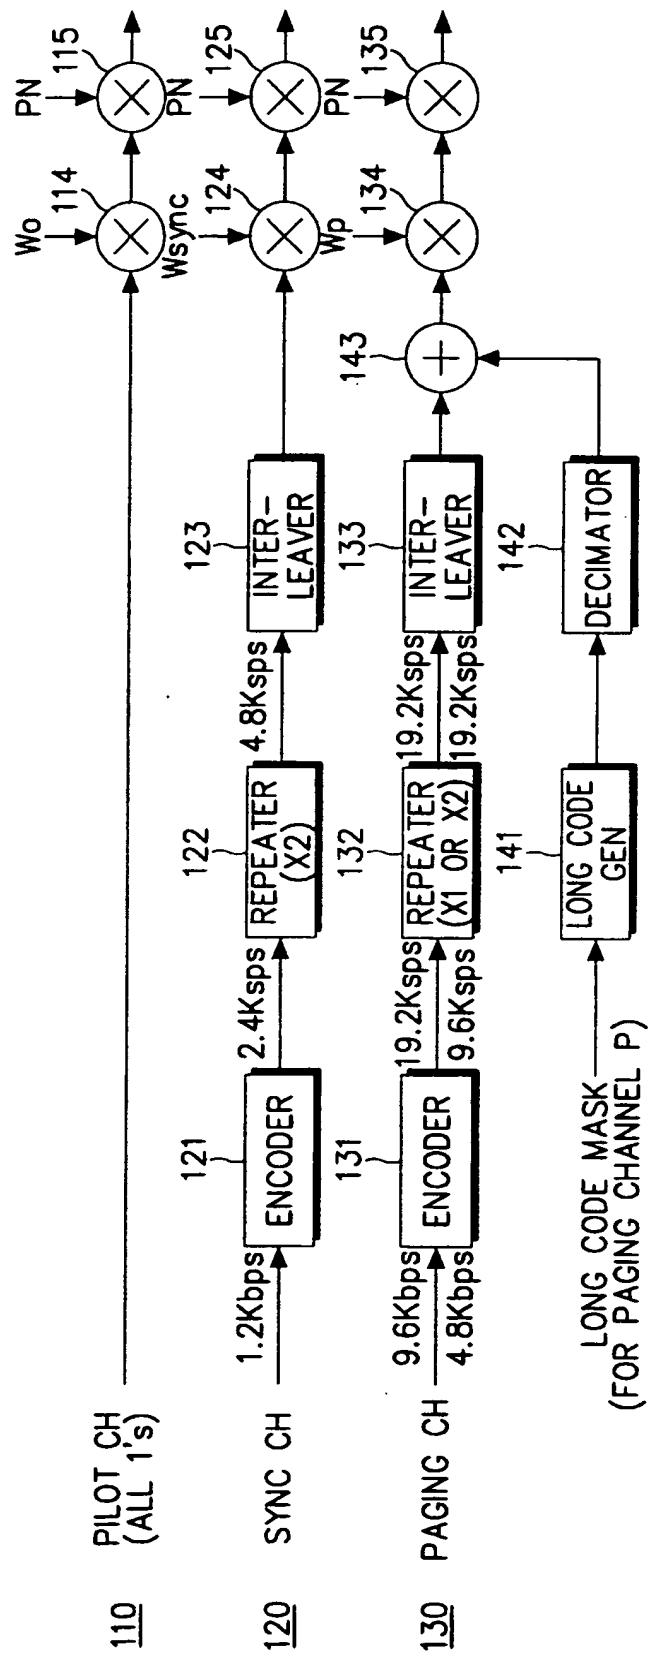 110
PILOT CH
(ALL 1's)
Wo
114
PN
115
120
SYNC CH
1.2Kbps
121
ENCODER
2.4Ksps
122
REPEATER
(X2)
4.8Ksps
123
INTER-
LEAVER
Wsync
124
PN
125
130
PAGING CH
9.6Kbps
4.8Kbps
131
ENCODER
19.2Ksps
9.6Ksps
132
REPEATER
(X1 OR X2)
19.2Ksps
19.2Ksps
133
INTER-
LEAVER
143
+
Wp
134
PN
135
LONG CODE MASK
(FOR PAGING CHANNEL P)
141
LONG CODE
GEN
142
DECIMATOR